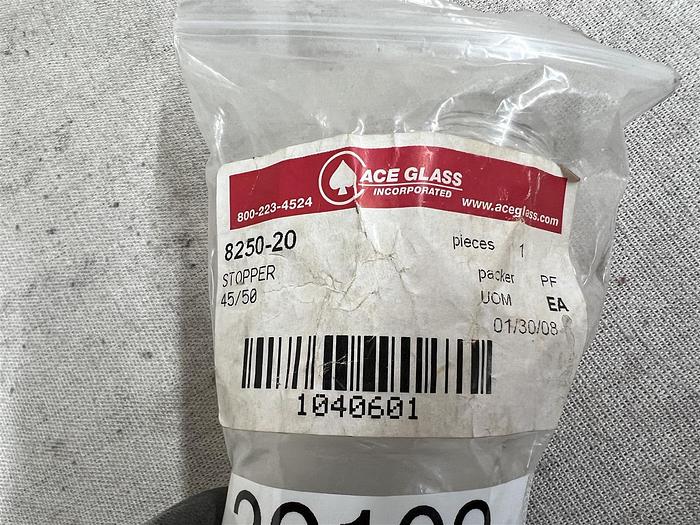 ACE GLASS
INCORPORATED
800-223-4524
www.aceglass.com
8250-20
pieces 1
STOPPER
packer PF
45/50
UOM EA
01/30/08
1040601